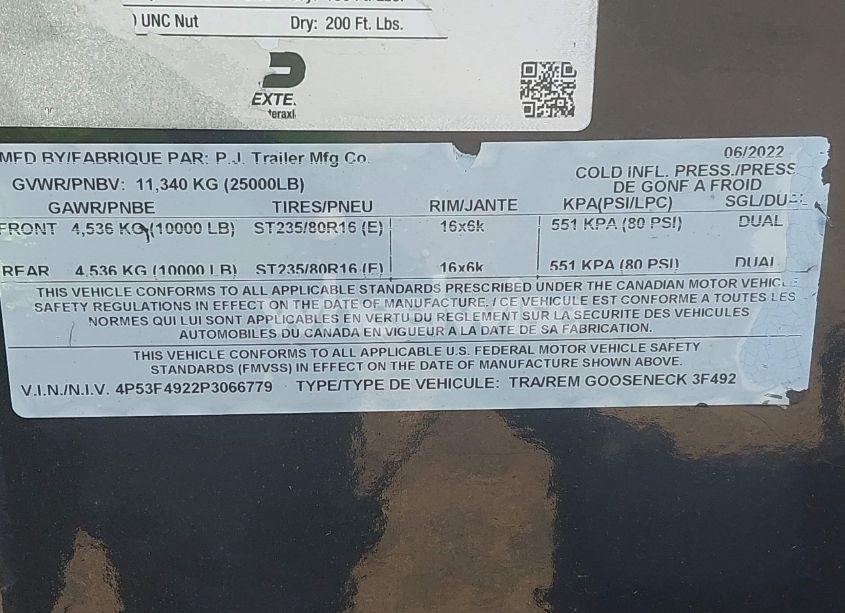 UNC Nut Dry: 200 Ft. Lbs.
MFD BY/FABRIQUE PAR: P.J. Trailer Mfg Co. 06/2022
GVWR/PNBV: 11,340 KG (25000LB) COLD INFL. PRESS./PRESS
DE GONF A FROID
GAWR/PNBE TIRES/PNEU RIM/JANTE KPA(PSI/LPC) SGL/DUAL
FRONT 4,536 KG (10000 LB) ST235/80R16 (E) 16x6k 551 KPA (80 PSI) DUAL
REAR 4,536 KG (10000 LB) ST235/80R16 (E) 16x6k 551 KPA (80 PSI) DUAL
THIS VEHICLE CONFORMS TO ALL APPLICABLE STANDARDS PRESCRIBED UNDER THE CANADIAN MOTOR VEHICLE
SAFETY REGULATIONS IN EFFECT ON THE DATE OF MANUFACTURE. / CE VEHICULE EST CONFORME A TOUTES LES
NORMES QUI LUI SONT APPLICABLES EN VERTU DU REGLEMENT SUR LA SECURITE DES VEHICULES
AUTOMOBILES DU CANADA EN VIGUEUR A LA DATE DE SA FABRICATION.
THIS VEHICLE CONFORMS TO ALL APPLICABLE U.S. FEDERAL MOTOR VEHICLE SAFETY
STANDARDS (FMVSS) IN EFFECT ON THE DATE OF MANUFACTURE SHOWN ABOVE.
V.I.N./N.I.V. 4P53F4922P3066779 TYPE/TYPE DE VEHICULE: TRA/REM GOOSENECK 3F492